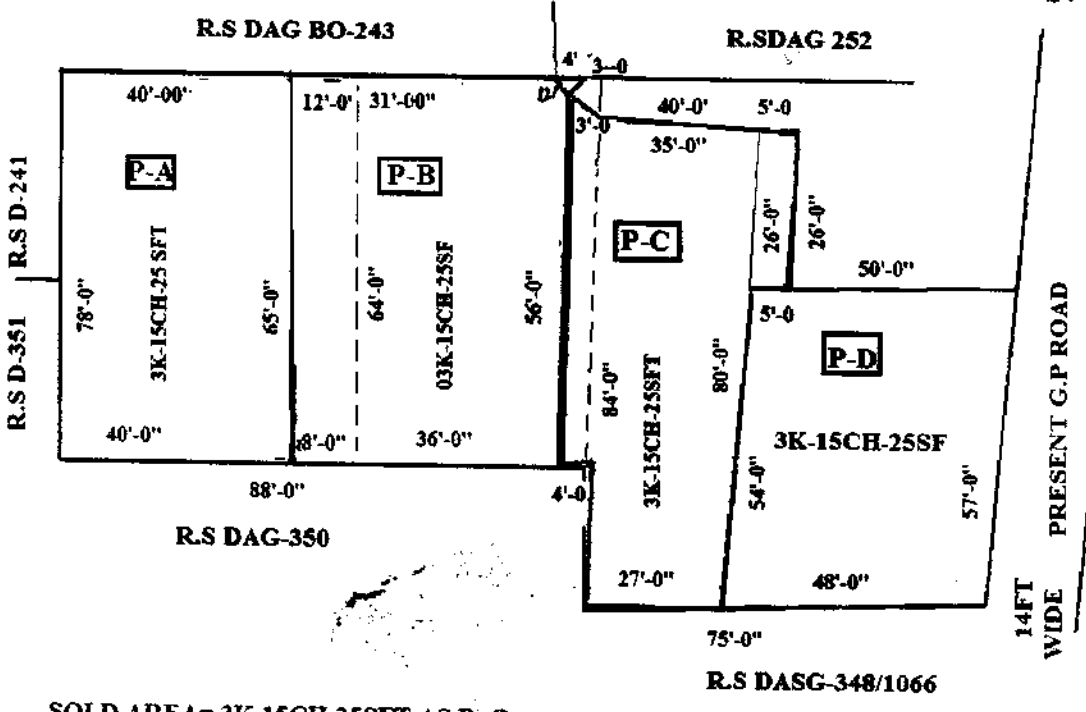 R.S DAG BO-243
R.SDAG 252
4' 3--0
40'-00" 12'-0' 31'-00" 40'-0' 5'-0
3'-0
35'-0"
P-A
P-B
P-C
R.S D-241
R.S D-351
78'-0"
3K-15CH-25 SFT
65'-0"
64'-0"
03K-15CH-25SF
56'-0"
26'-0"
26'-0"
50'-0"
5'-0
P-D
84'-0"
3K-15CH-25SFT
80'-0"
3K-15CH-25SF
54'-0"
57'-0"
PRESENT G.P ROAD
14FT
WIDE
40'-0" 8'-0" 36'-0"
88'-0"
4'-0
R.S DAG-350
27'-0" 48'-0"
75'-0"
R.S DASG-348/1066